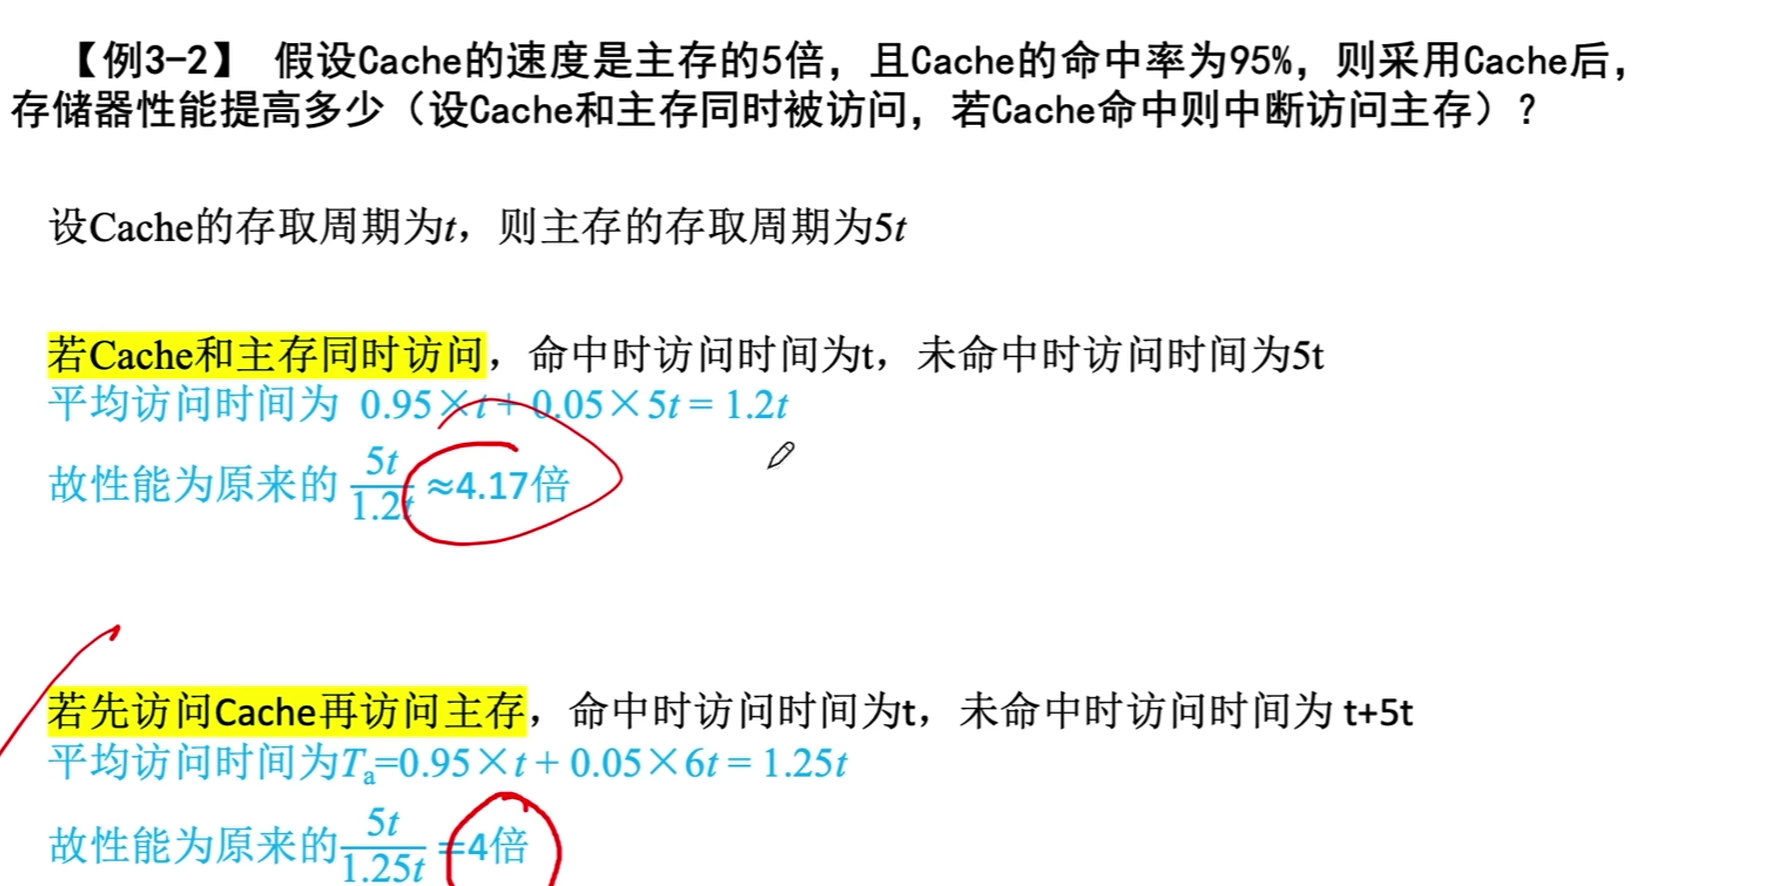 【例3-2】 假设Cache的速度是主存的5倍，且Cache的命中率为95%，则采用Cache后，
存储器性能提高多少（设Cache和主存同时被访问，若Cache命中则中断访问主存）？
设Cache的存取周期为t，则主存的存取周期为5t
若Cache和主存同时访问，命中时访问时间为t，未命中时访问时间为5t
平均访问时间为 0.95×t + 0.05×5t = 1.2t
故性能为原来的 5t/1.2t ≈4.17倍
若先访问Cache再访问主存，命中时访问时间为t，未命中时访问时间为 t+5t
平均访问时间为Ta=0.95×t + 0.05×6t = 1.25t
故性能为原来的 5t/1.25t =4倍